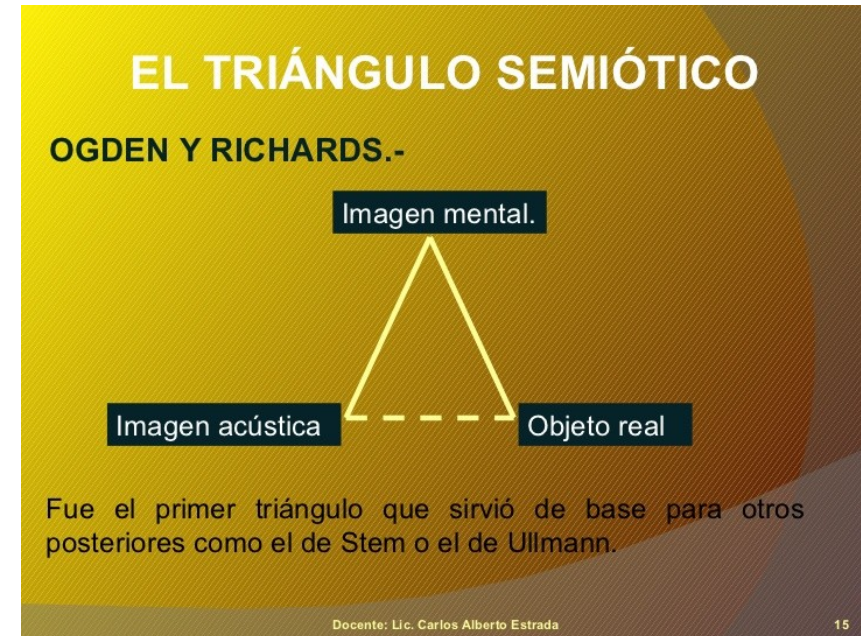 EL TRIÁNGULO SEMIÓTICO
OGDEN Y RICHARDS.-
Imagen mental.
Imagen acústica
Objeto real
Fue el primer triángulo que sirvió de base para otros
posteriores como el de Stem o el de Ullmann.
Docente: Lic. Carlos Alberto Estrada
15